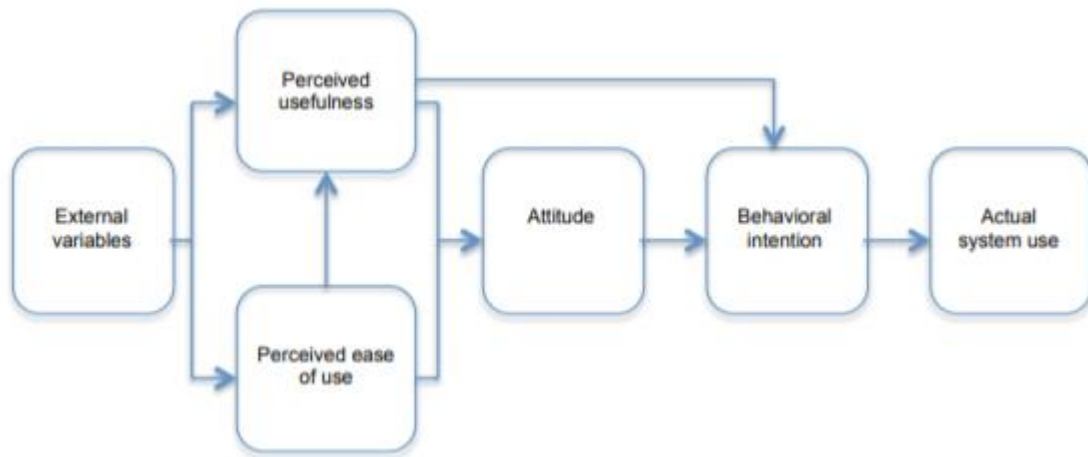 Perceived
usefulness
External
variables
Perceived ease
of use
Attitude
Behavioral
intention
Actual
system use